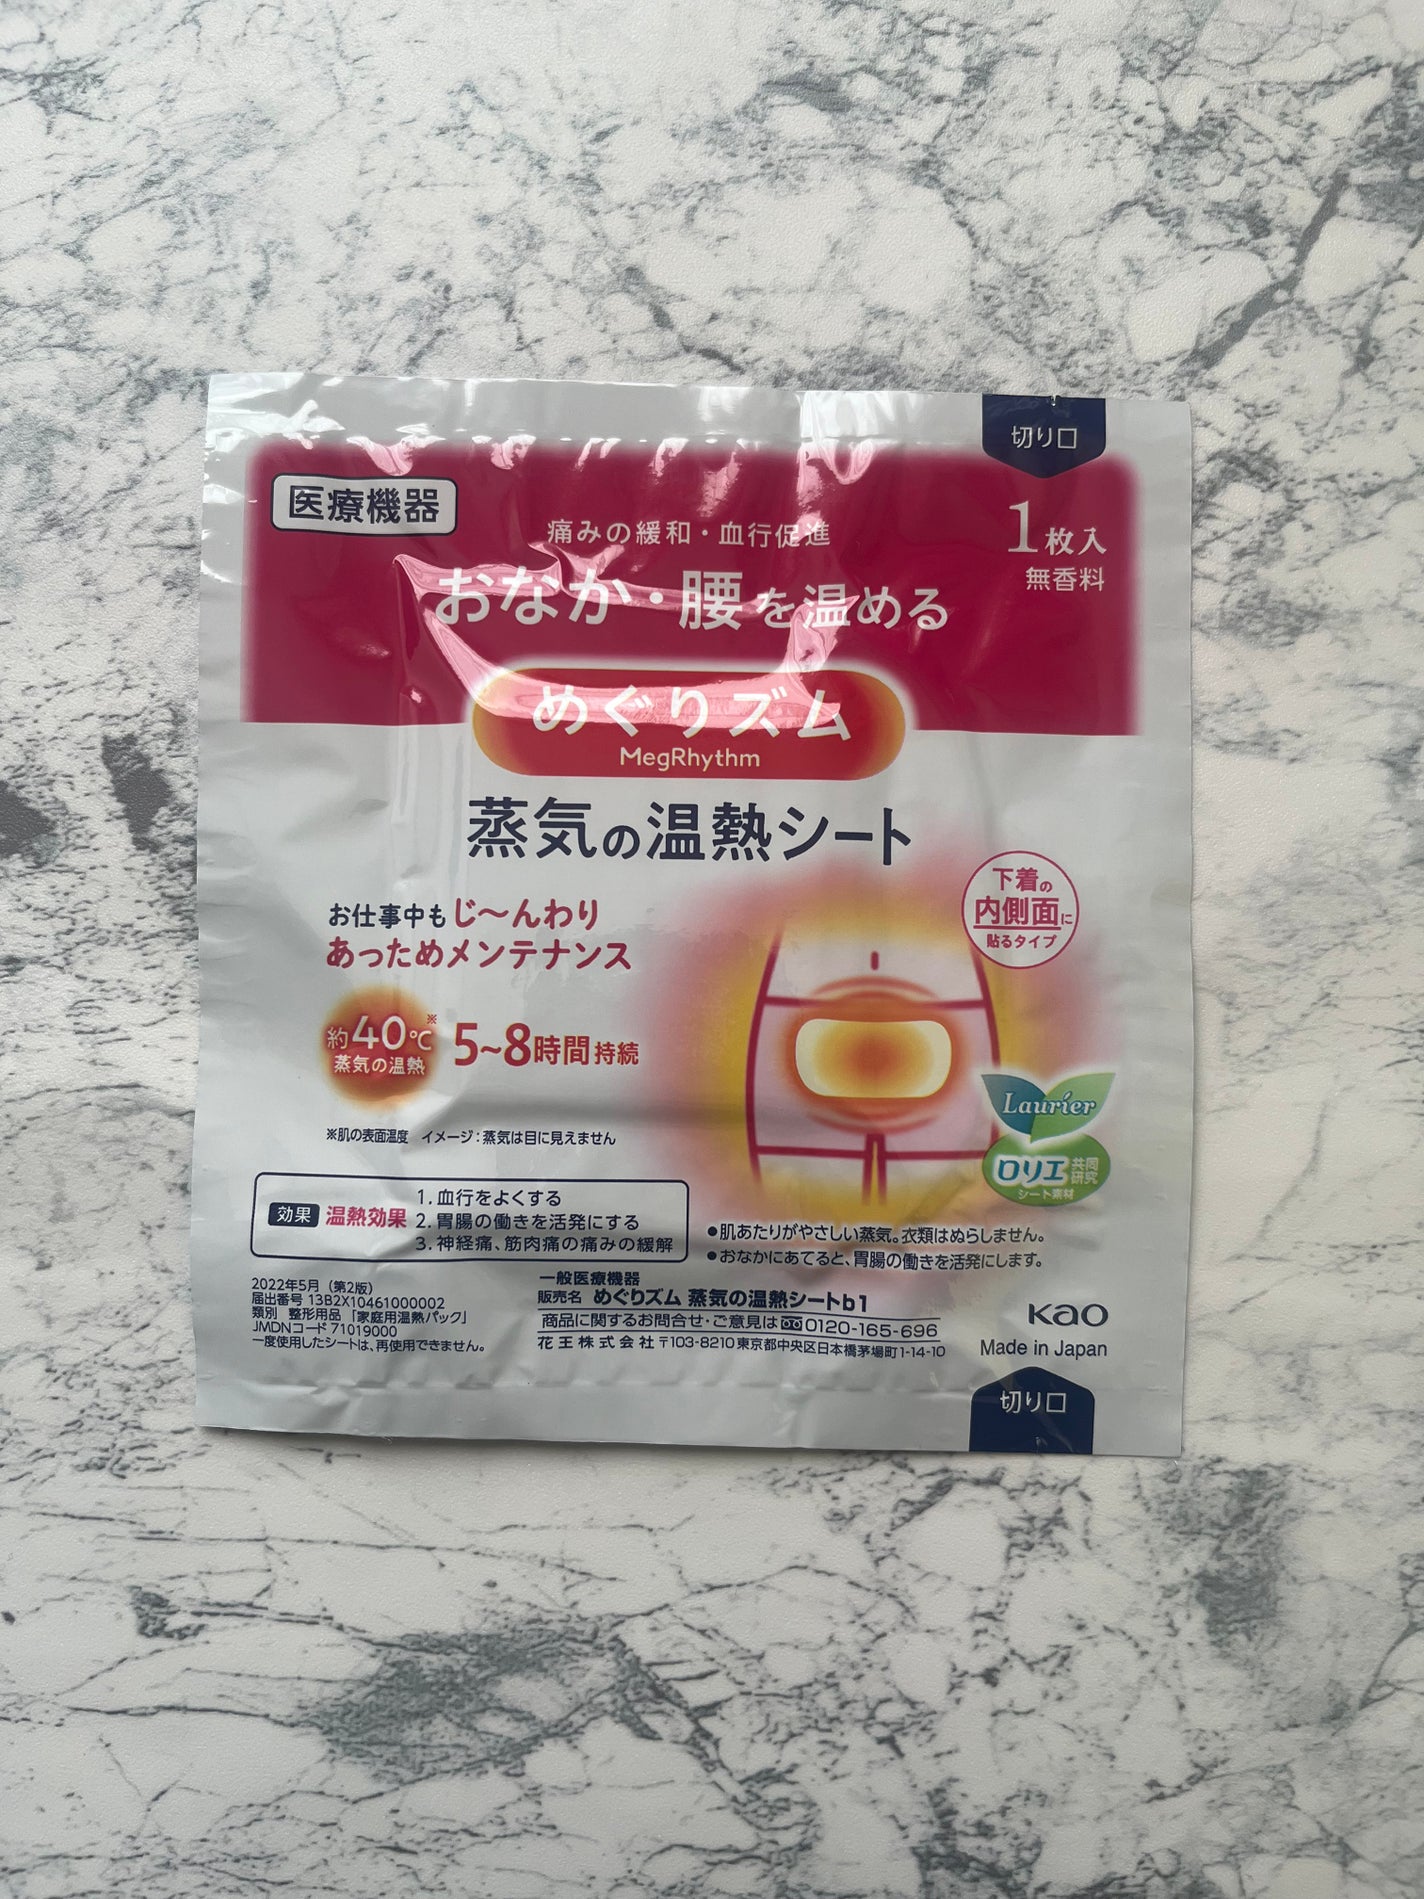 切り口
医療機器
痛みの緩和・血行促進
1枚入
無香料
おなか・腰を温める
めぐりズム
MegRhythm
蒸気の温熱シート
お仕事中もじ〜んわり
あっためメンテナンス
下着の
内側面に
貼るタイプ
約40℃※
蒸気の温熱
5~8時間持続
※肌の表面温度 イメージ:蒸気は目に見えません
Laurier
ロリエ 共同研究
シート素材
効果 温熱効果
1. 血行をよくする
2. 胃腸の働きを活発にする
3. 神経痛、筋肉痛の痛みの緩解
●肌あたりがやさしい蒸気。衣類はぬらしません。
●おなかにあてると、胃腸の働きを活発にします。
2022年5月(第2版)
届出番号 13B2X10461000002
類別 整形用品「家庭用温熱パック」
JMDNコード 71019000
一度使用したシートは、再使用できません。
一般医療機器
販売名 めぐりズム 蒸気の温熱シートb1
商品に関するお問合せ・ご意見は 0120-165-696
花王株式会社 〒103-8210 東京都中央区日本橋茅場町1-14-10
Kao
Made in Japan
切り口